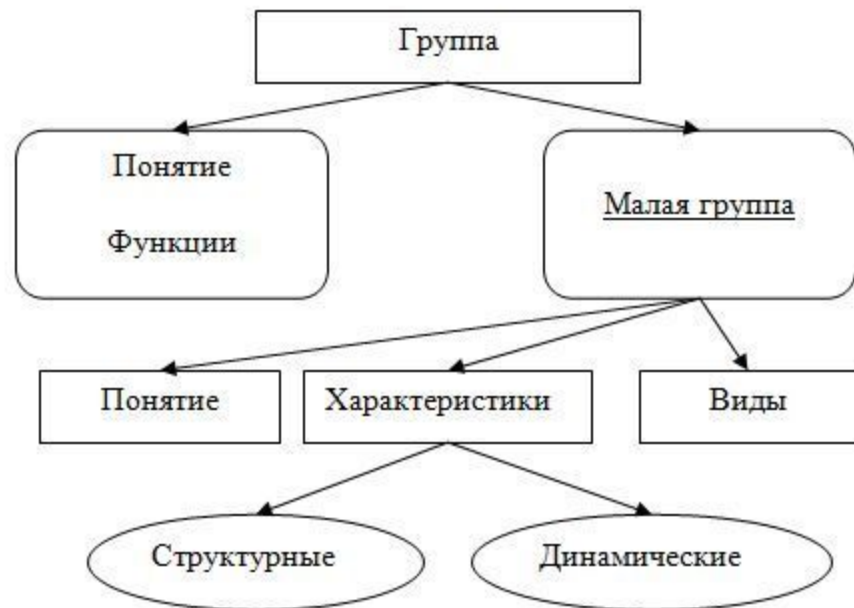 Группа
Понятие
Функции
Малая группа
Понятие
Характеристики
Виды
Структурные
Динамические